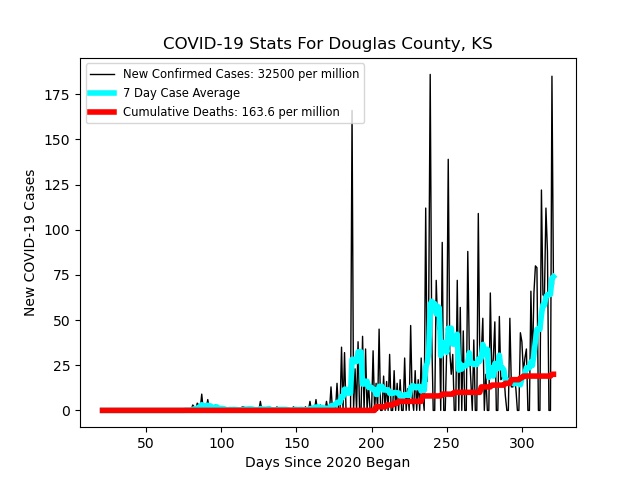 COVID-19 Stats For Douglas County, KS
New Confirmed Cases: 32500 per million
7 Day Case Average
Cumulative Deaths: 163.6 per million
New COVID-19 Cases
175
150
125
100
75
50
25
0
50
100
150
200
250
300
Days Since 2020 Began